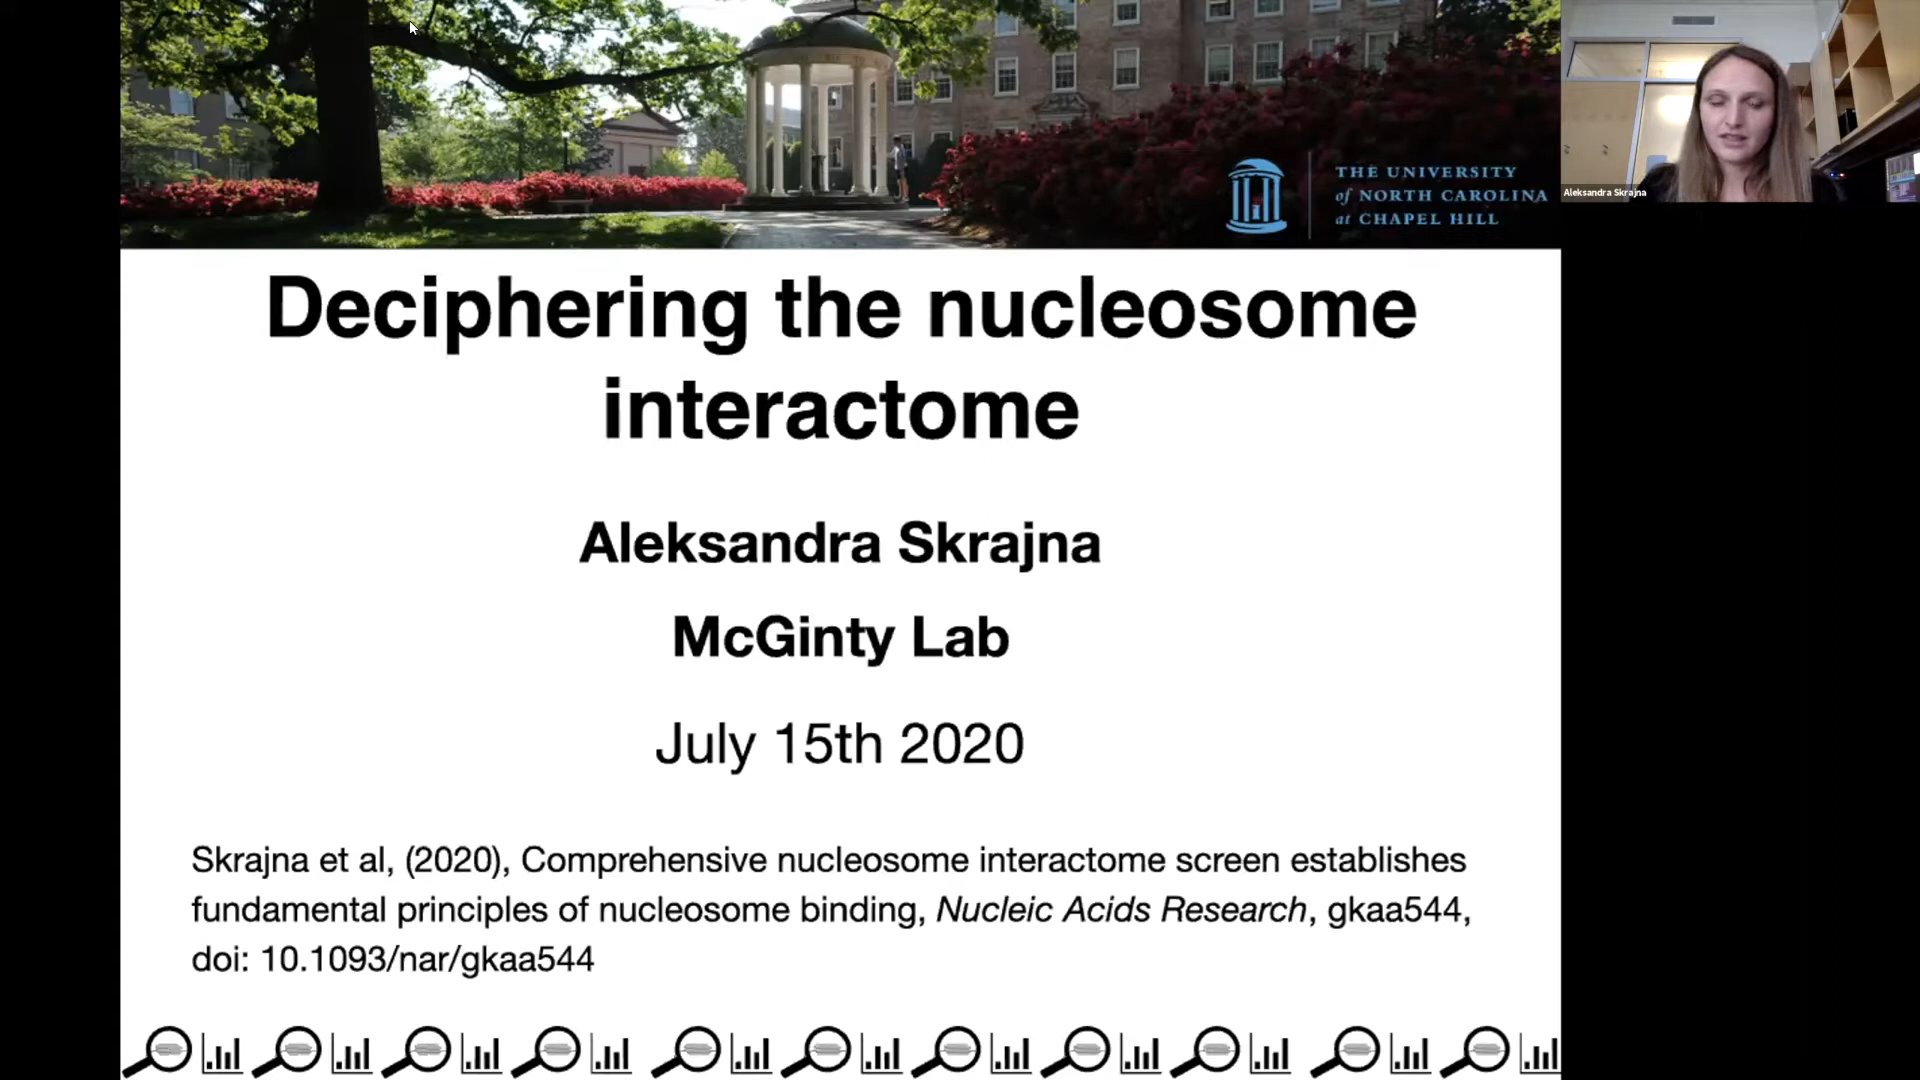 THE UNIVERSITY
of NORTH CAROLINA
at CHAPEL HILL
Aleksandra Skrajna
Deciphering the nucleosome
interactome
Aleksandra Skrajna
McGinty Lab
July 15th 2020
Skrajna et al, (2020), Comprehensive nucleosome interactome screen establishes
fundamental principles of nucleosome binding, Nucleic Acids Research, gkaa544,
doi: 10.1093/nar/gkaa544